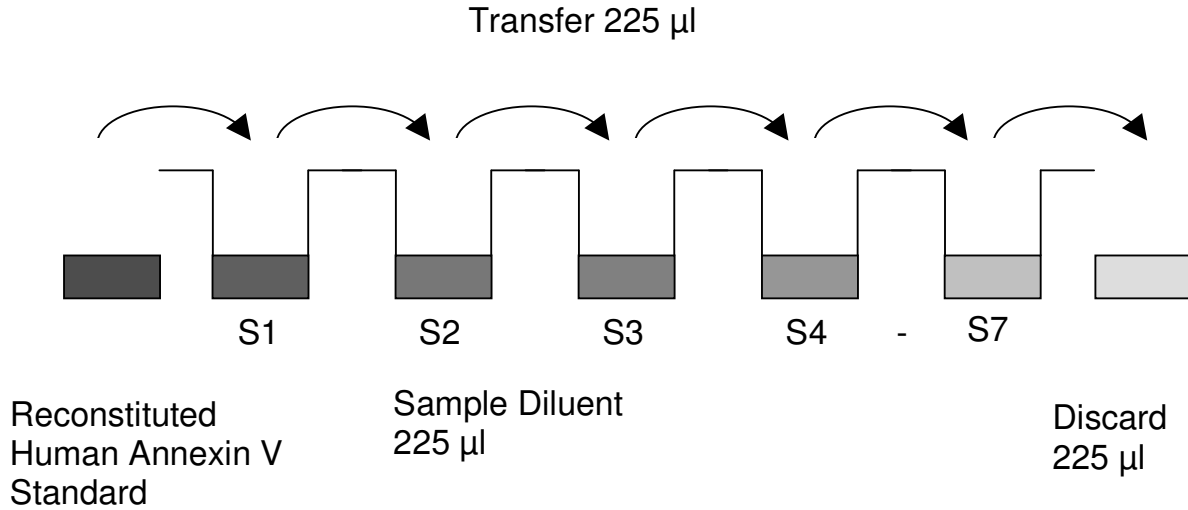 Transfer 225 µl
S1 S2 S3 S4 - S7
Reconstituted
Human Annexin V
Standard
Sample Diluent
225 µl
Discard
225 µl